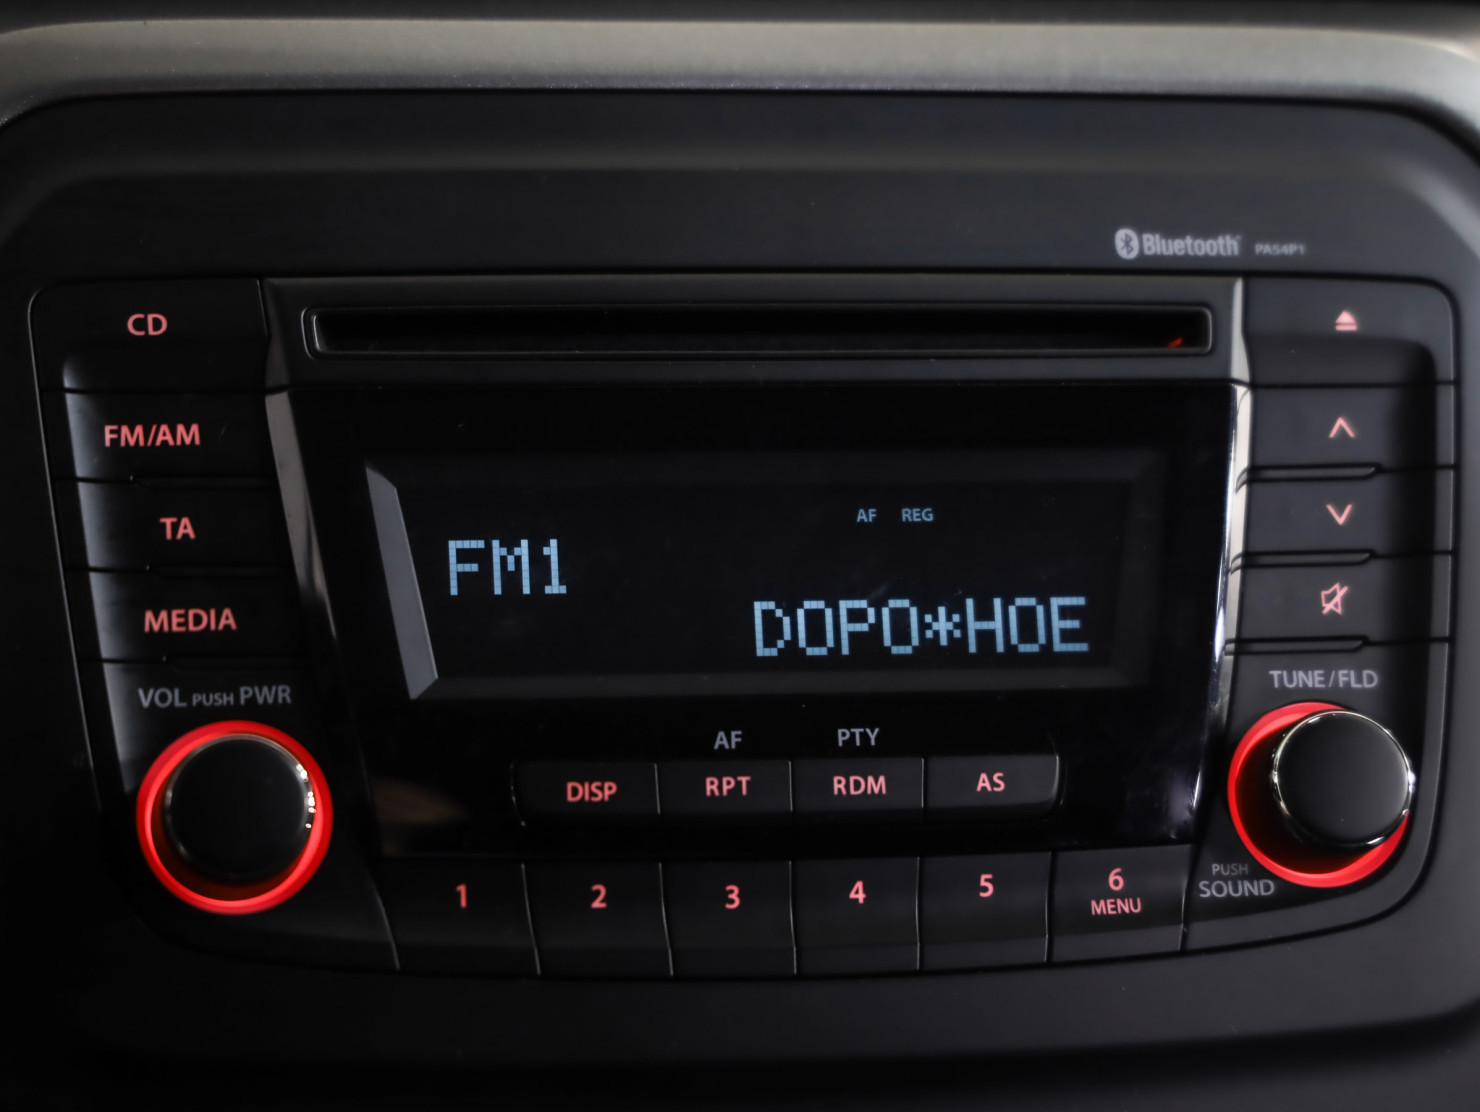 Bluetooth PA54P1
CD
FM/AM
TA
MEDIA
VOL PUSH PWR
AF REG
FM1
DOPO*HOE
TUNE/FLD
AF PTY
DISP RPT RDM AS
1 2 3 4 5 6
MENU
PUSH
SOUND